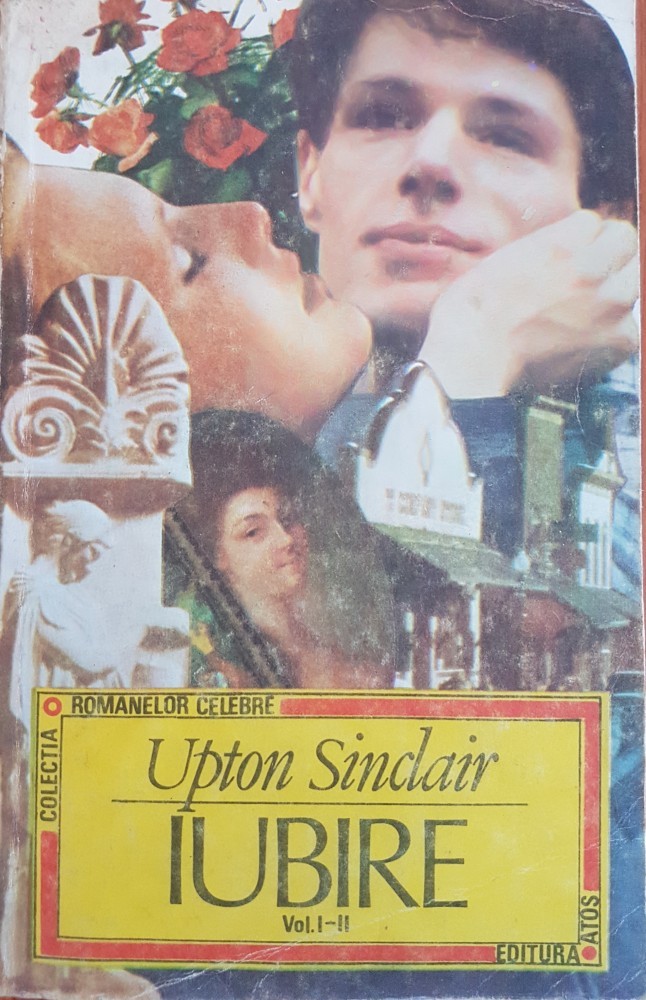 COLECTIA
ROMANELOR CELEBRE
Upton Sinclair
IUBIRE
Vol. I-II
EDITURA
ATOS